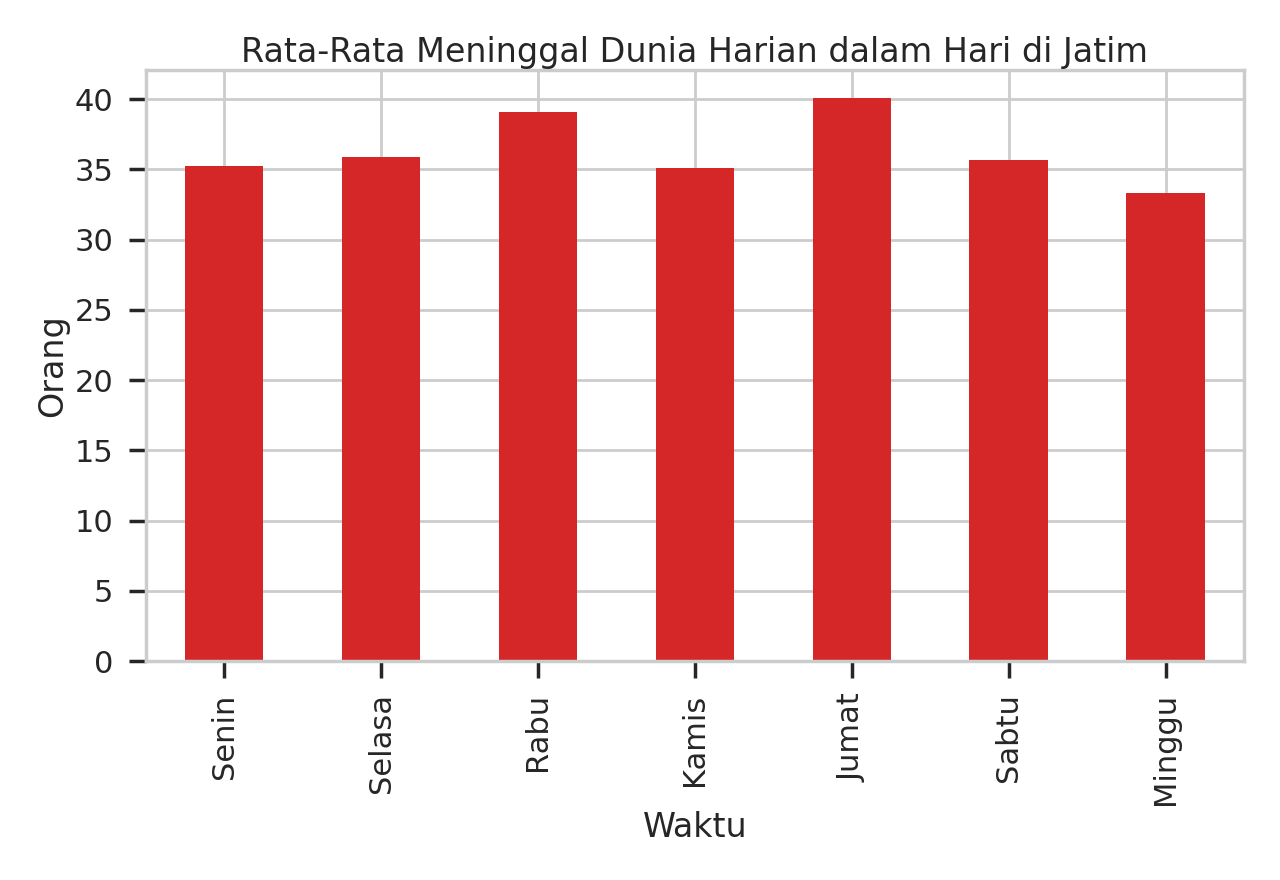 Rata-Rata Meninggal Dunia Harian dalam Hari di Jatim
Orang
40
35
30
25
20
15
10
5
0
Senin
Selasa
Rabu
Kamis
Jumat
Sabtu
Minggu
Waktu